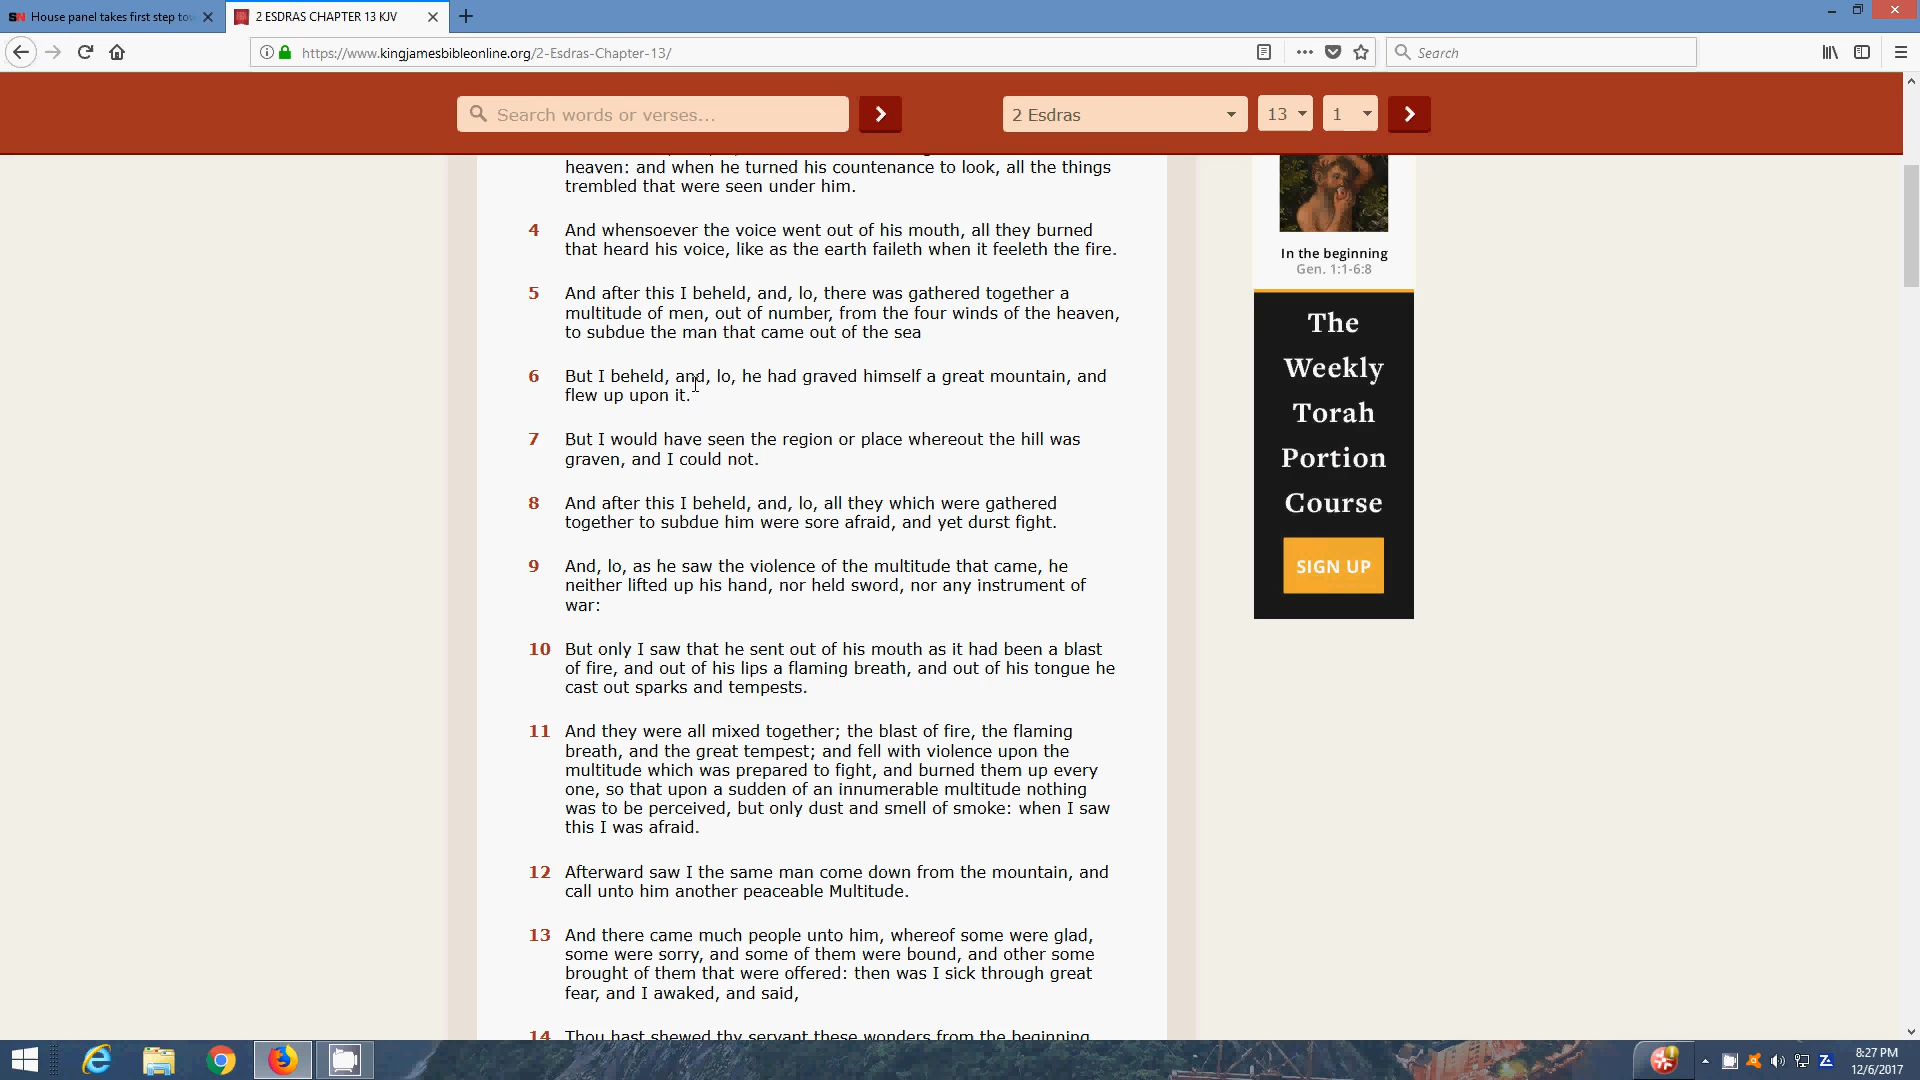 House panel takes first step to
2 ESDRAS CHAPTER 13 KJV
https://www.kingjamesbibleonline.org/2-Esdras-Chapter-13/
Search
Search words or verses...
2 Esdras
13
1
heaven: and when he turned his countenance to look, all the things
trembled that were seen under him.
4 And whensoever the voice went out of his mouth, all they burned
that heard his voice, like as the earth faileth when it feeleth the fire.
5 And after this I beheld, and, lo, there was gathered together a
multitude of men, out of number, from the four winds of the heaven,
to subdue the man that came out of the sea
6 But I beheld, and, lo, he had graved himself a great mountain, and
flew up upon it.
7 But I would have seen the region or place whereout the hill was
graven, and I could not.
8 And after this I beheld, and, lo, all they which were gathered
together to subdue him were sore afraid, and yet durst fight.
9 And, lo, as he saw the violence of the multitude that came, he
neither lifted up his hand, nor held sword, nor any instrument of
war:
10 But only I saw that he sent out of his mouth as it had been a blast
of fire, and out of his lips a flaming breath, and out of his tongue he
cast out sparks and tempests.
11 And they were all mixed together; the blast of fire, the flaming
breath, and the great tempest; and fell with violence upon the
multitude which was prepared to fight, and burned them up every
one, so that upon a sudden of an innumerable multitude nothing
was to be perceived, but only dust and smell of smoke: when I saw
this I was afraid.
12 Afterward saw I the same man come down from the mountain, and
call unto him another peaceable Multitude.
13 And there came much people unto him, whereof some were glad,
some were sorry, and some of them were bound, and other some
brought of them that were offered: then was I sick through great
fear, and I awaked, and said,
14 Thou hast shewed thy servant these wonders from the beginning
In the beginning
Gen. 1:1-6:8
The
Weekly
Torah
Portion
Course
SIGN UP
8:27 PM
12/6/2017